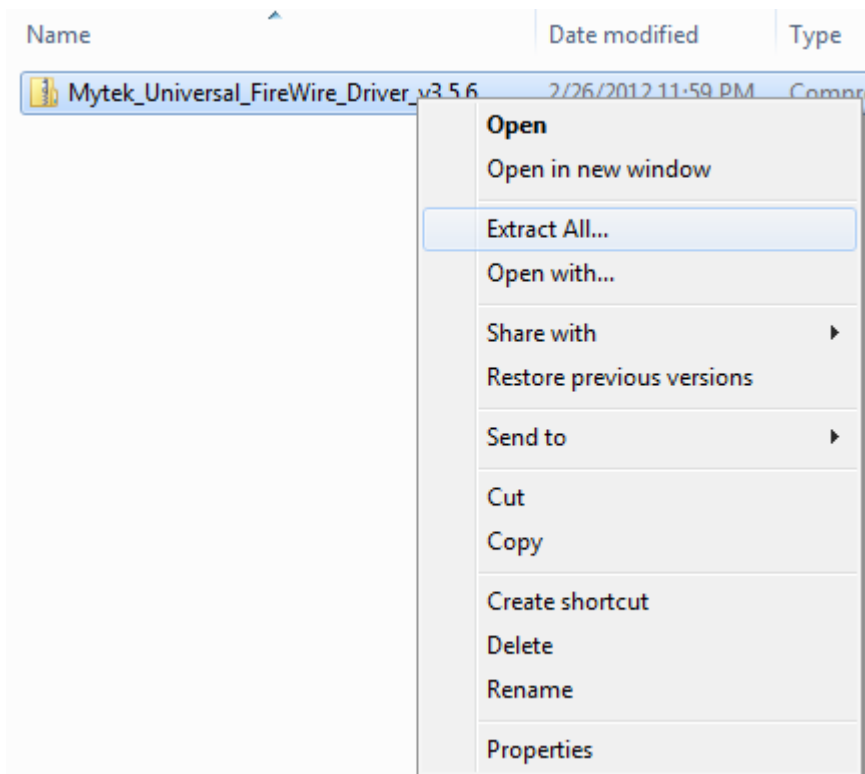 Name Date modified Type
Mytek_Universal_FireWire_Driver_v3.5.6 2/26/2012 11:59 PM
Open
Open in new window
Extract All...
Open with...
Share with
Restore previous versions
Send to
Cut
Copy
Create shortcut
Delete
Rename
Properties